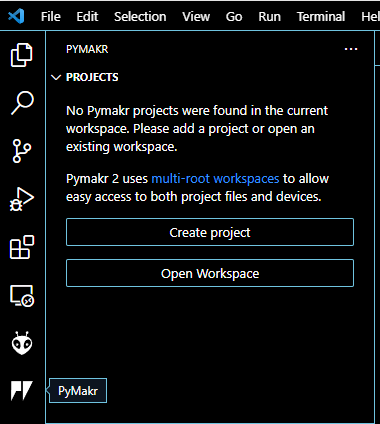 File Edit Selection View Go Run Terminal Help
PYMAKR
PROJECTS
No Pymakr projects were found in the current
workspace. Please add a project or open an
existing workspace.
Pymakr 2 uses multi-root workspaces to allow
easy access to both project files and devices.
Create project
Open Workspace
PyMakr